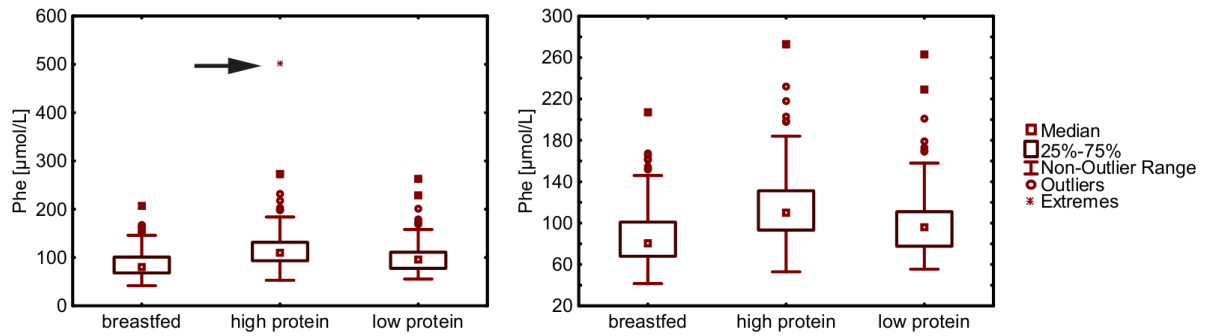 600
500
400
300
200
100
0
Phe [µmol/L]
breastfed high protein low protein
300
260
220
180
140
100
60
20
Phe [µmol/L]
breastfed high protein low protein
Median
25%-75%
Non-Outlier Range
Outliers
Extremes